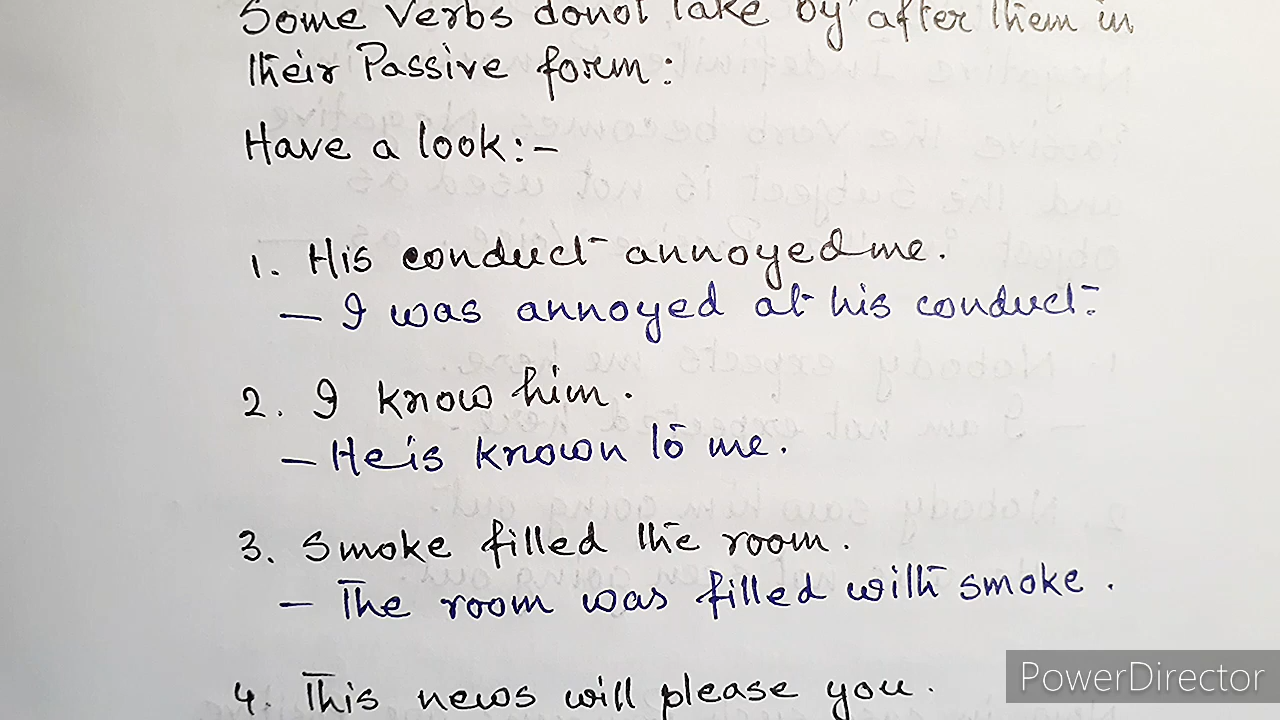 Some Verbs donot take by after them in
their Passive form:
Have a look:-
1. His conduct annoyed me.
- I was annoyed at his conduct.
2. I know him.
- He is known to me.
3. Smoke filled the room.
- The room was filled with smoke.
4. This news will please you.
PowerDirector